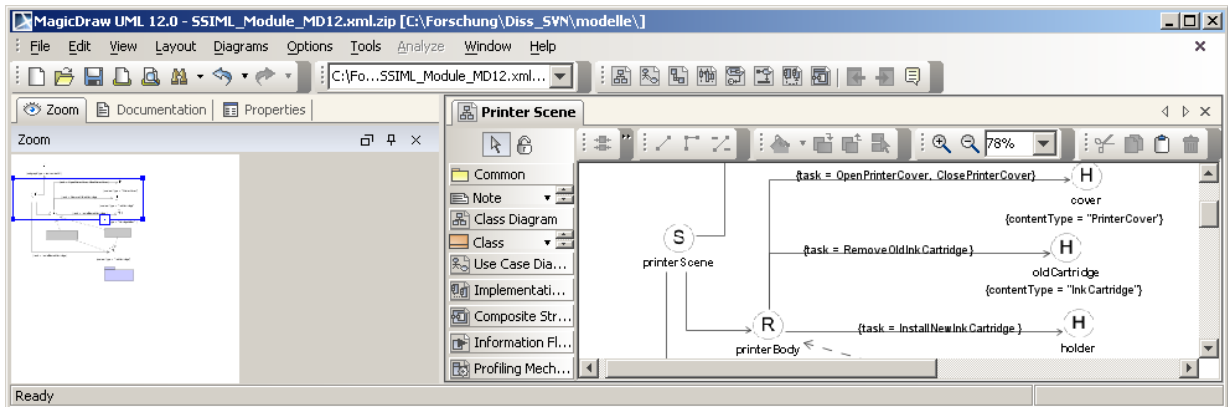 MagicDraw UML 12.0 - SSIML_Module_MD12.xml.zip [C:\Forschung\Diss_SVN\modelle\]
File Edit View Layout Diagrams Options Tools Analyze Window Help
C:\Fo...SSIML_Module_MD12.xml...
Zoom Documentation Properties
Printer Scene
Zoom
78%
Common
Note
Class Diagram
Class
Use Case Dia...
Implementati...
Composite Str...
Information Fl...
Profiling Mech...
{task = OpenPrinterCover, ClosePrinterCover}
H
cover
{contentType = "PrinterCover'}
S
printerScene
{task = RemoveOldInkCartridge}
H
oldCartridge
{contentType = "InkCartridge"}
R
printerBody
{task = InstallNewInkCartridge }
H
holder
Ready